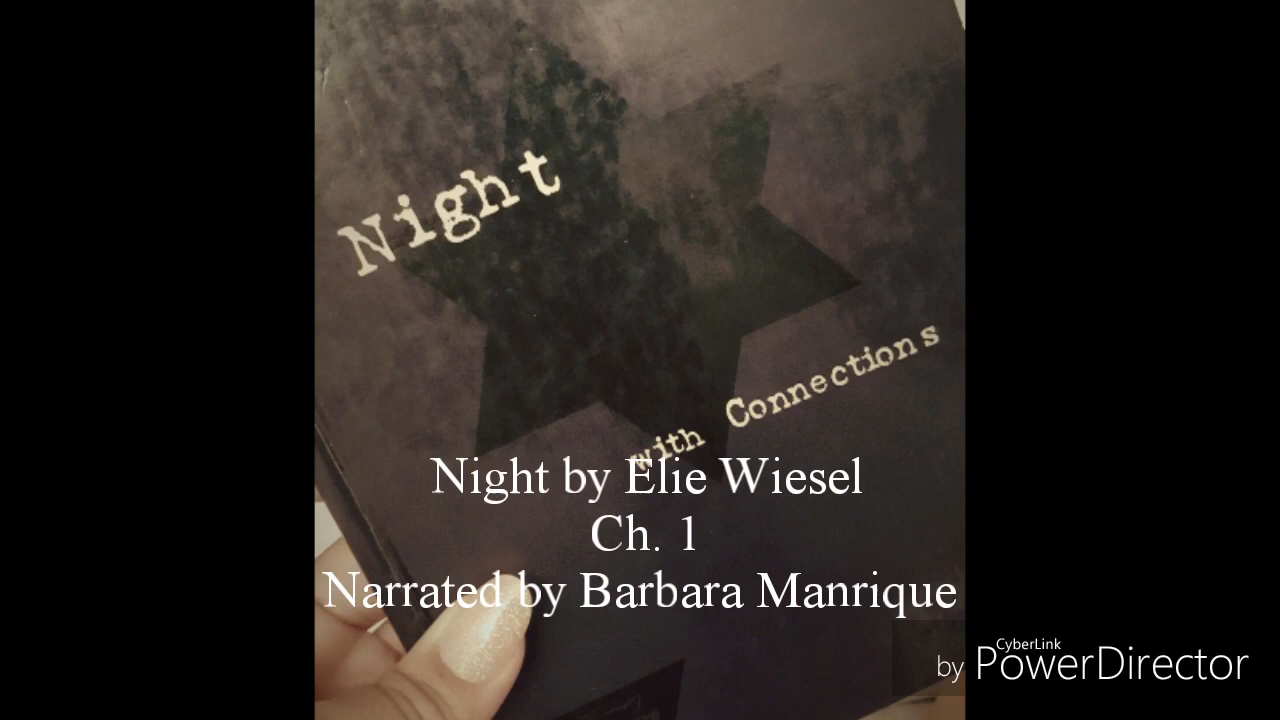 Night
with Connections
Night by Elie Wiesel
Ch. 1
Narrated by Barbara Manrique
CyberLink
by PowerDirector